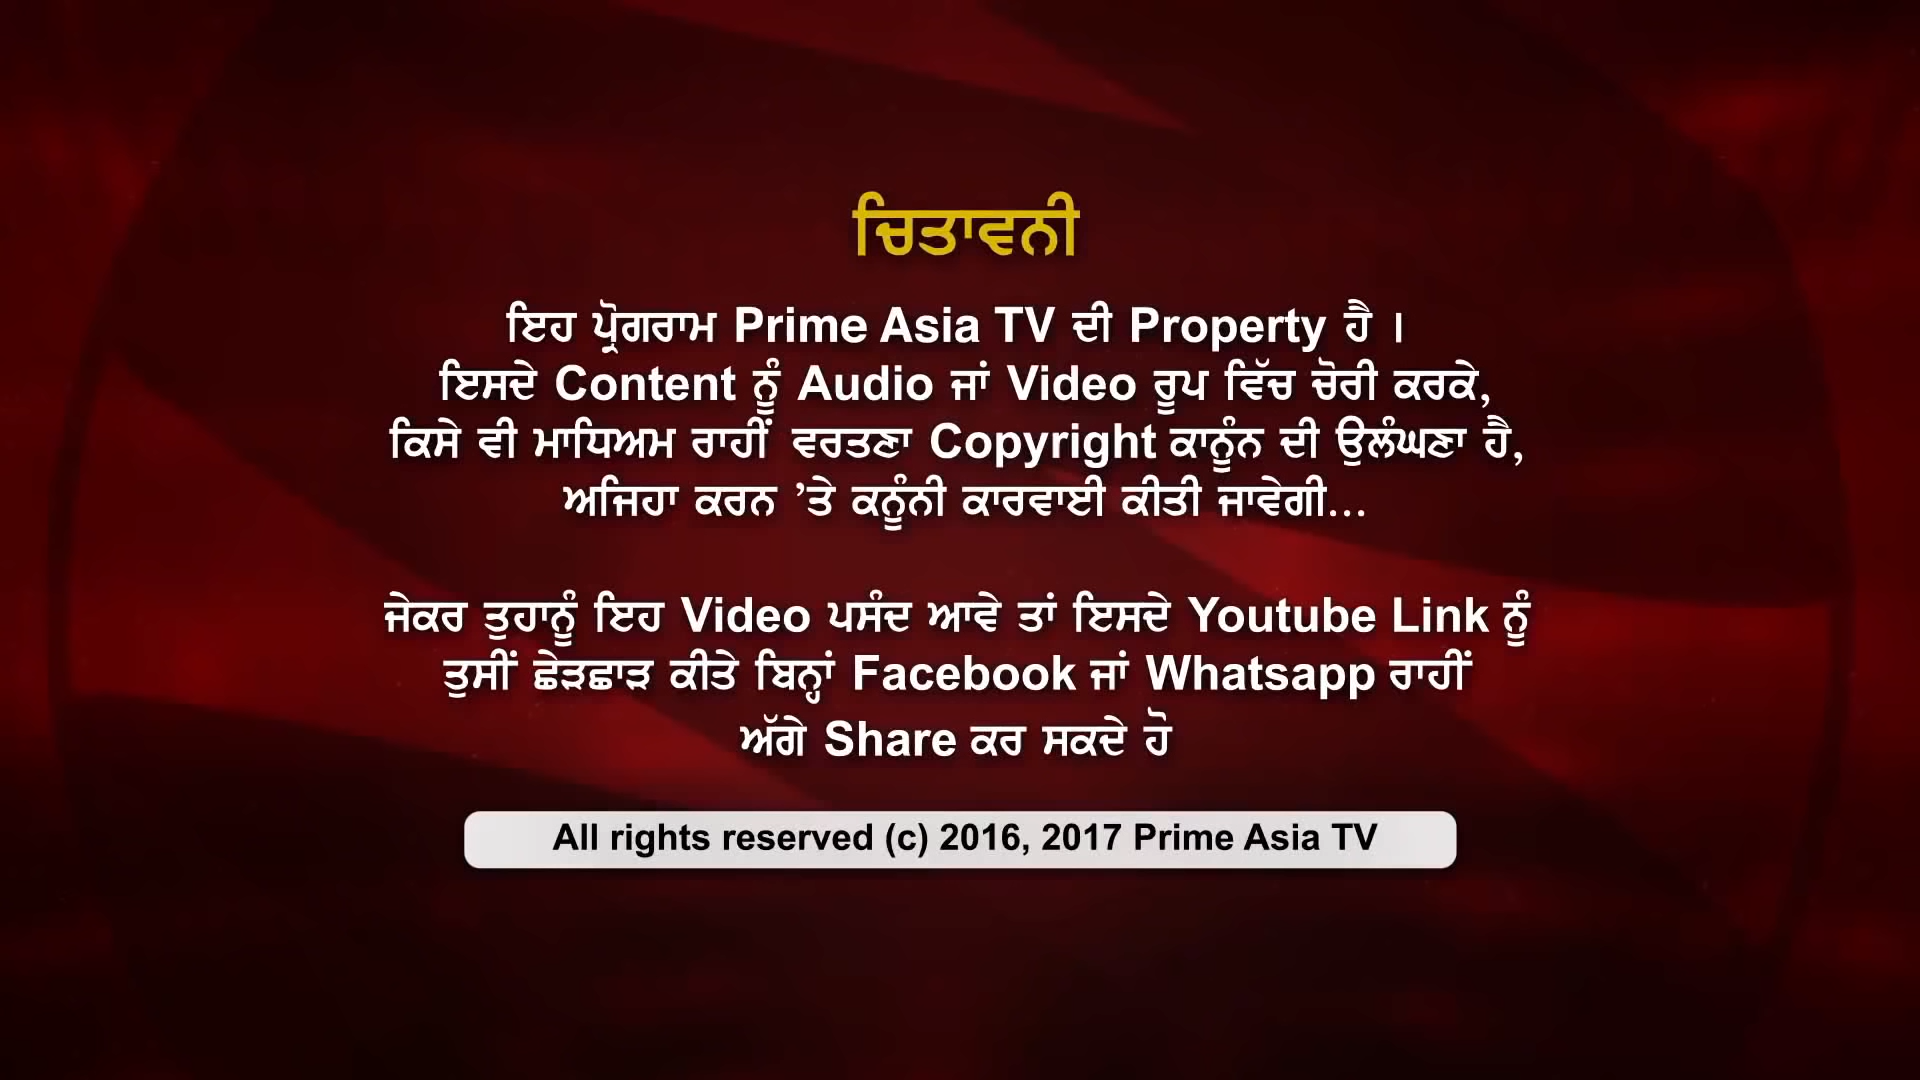 ਚਿਤਾਵਨੀ
ਇਹ ਪ੍ਰੋਗਰਾਮ Prime Asia TV ਦੀ Property ਹੈ ।
ਇਸਦੇ Content ਨੂੰ Audio ਜਾਂ Video ਰੂਪ ਵਿੱਚ ਚੋਰੀ ਕਰਕੇ,
ਕਿਸੇ ਵੀ ਮਾਧਿਅਮ ਰਾਹੀਂ ਵਰਤਣਾ Copyright ਕਾਨੂੰਨ ਦੀ ਉਲੰਘਣਾ ਹੈ,
ਅਜਿਹਾ ਕਰਨ ’ਤੇ ਕਨੂੰਨੀ ਕਾਰਵਾਈ ਕੀਤੀ ਜਾਵੇਗੀ...
ਜੇਕਰ ਤੁਹਾਨੂੰ ਇਹ Video ਪਸੰਦ ਆਵੇ ਤਾਂ ਇਸਦੇ Youtube Link ਨੂੰ
ਤੁਸੀਂ ਛੇੜਛਾੜ ਕੀਤੇ ਬਿਨ੍ਹਾਂ Facebook ਜਾਂ Whatsapp ਰਾਹੀਂ
ਅੱਗੇ Share ਕਰ ਸਕਦੇ ਹੋ
All rights reserved (c) 2016, 2017 Prime Asia TV